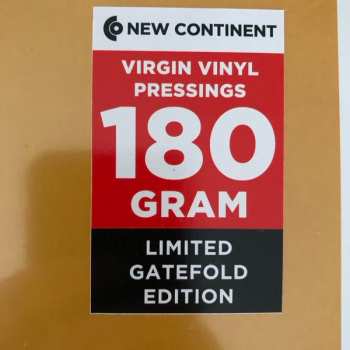 NEW CONTINENT
VIRGIN VINYL
PRESSINGS
180
GRAM
LIMITED
GATEFOLD
EDITION